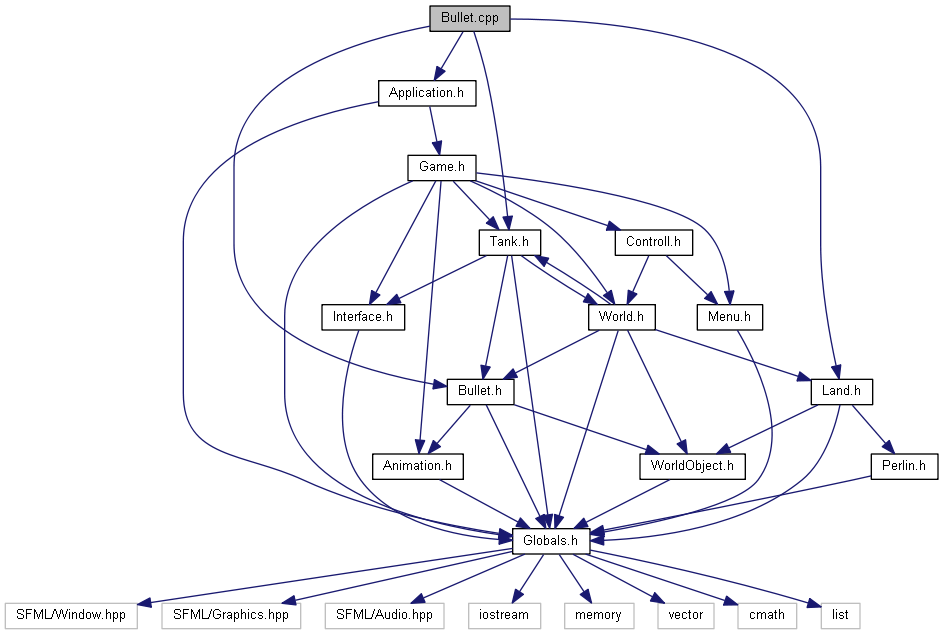 Bullet.cpp
Application.h
Game.h
Tank.h
Controll.h
Interface.h
World.h
Menu.h
Bullet.h
Land.h
Animation.h
WorldObject.h
Perlin.h
Globals.h
SFML/Window.hpp
SFML/Graphics.hpp
SFML/Audio.hpp
iostream
memory
vector
cmath
list